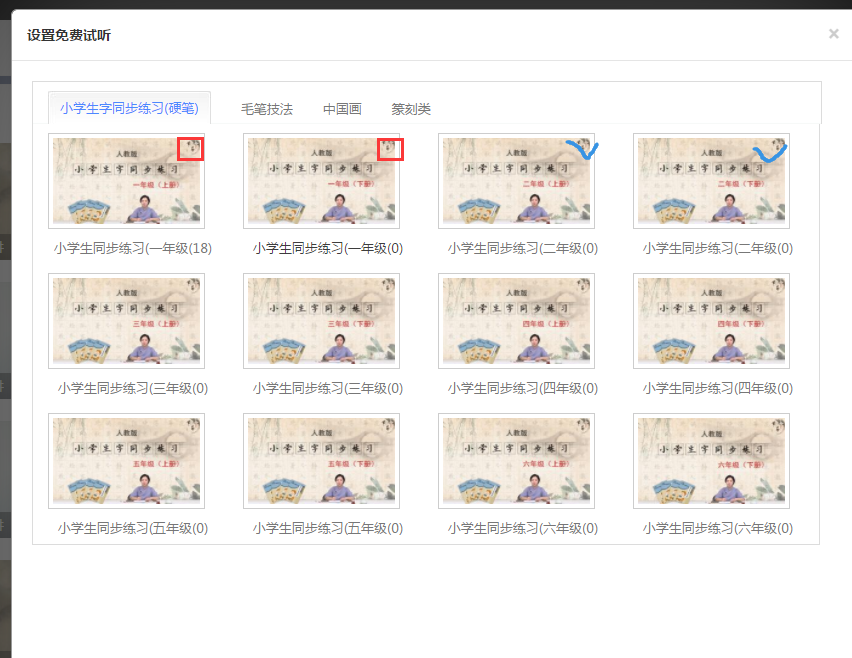 设置免费试听
×
小学生字同步练习(硬笔) 毛笔技法 中国画 篆刻类
人教版 人教版 人教版 人教版
小学生字同步练习 小学生字同步练习 小学生字同步练习 小学生字同步练习
一年级（上册） 一年级（下册） 二年级（上册） 二年级（下册）
小学生同步练习(一年级(18) 小学生同步练习(一年级(0) 小学生同步练习(二年级(0) 小学生同步练习(二年级(0)
人教版 人教版 人教版 人教版
小学生字同步练习 小学生字同步练习 小学生字同步练习 小学生字同步练习
三年级（上册） 三年级（下册） 四年级（上册） 四年级（下册）
小学生同步练习(三年级(0) 小学生同步练习(三年级(0) 小学生同步练习(四年级(0) 小学生同步练习(四年级(0)
人教版 人教版 人教版 人教版
小学生字同步练习 小学生字同步练习 小学生字同步练习 小学生字同步练习
五年级（上册） 五年级（下册） 六年级（上册） 六年级（下册）
小学生同步练习(五年级(0) 小学生同步练习(五年级(0) 小学生同步练习(六年级(0) 小学生同步练习(六年级(0)